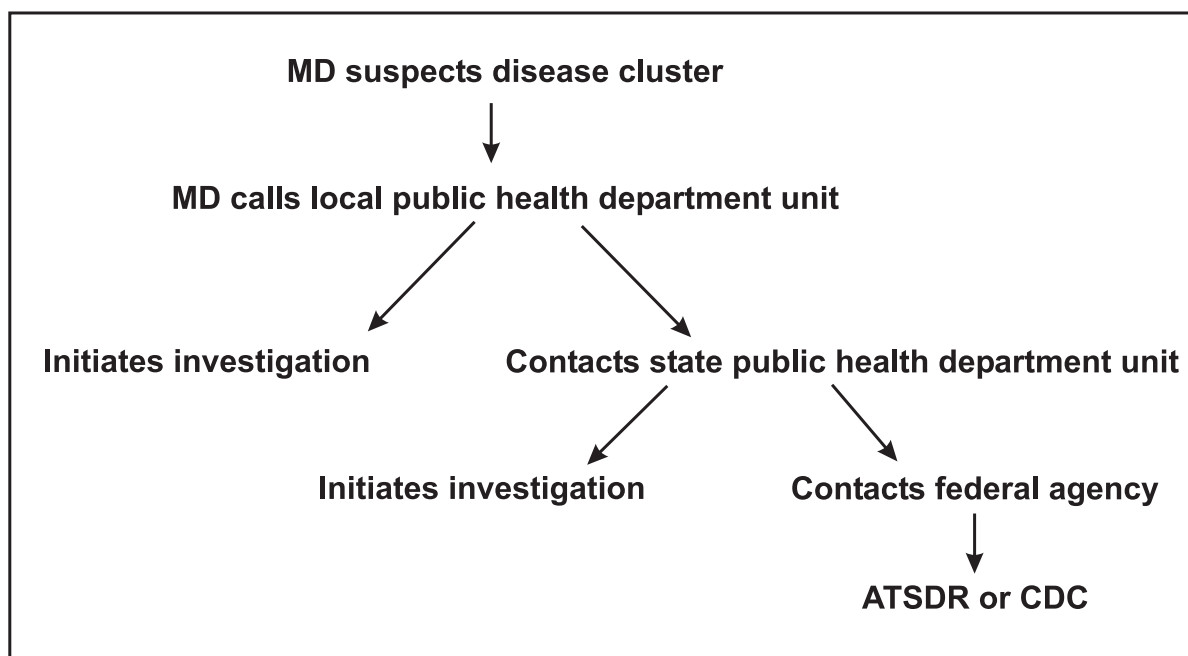 MD suspects disease cluster
MD calls local public health department unit
Initiates investigation
Contacts state public health department unit
Initiates investigation
Contacts federal agency
ATSDR or CDC